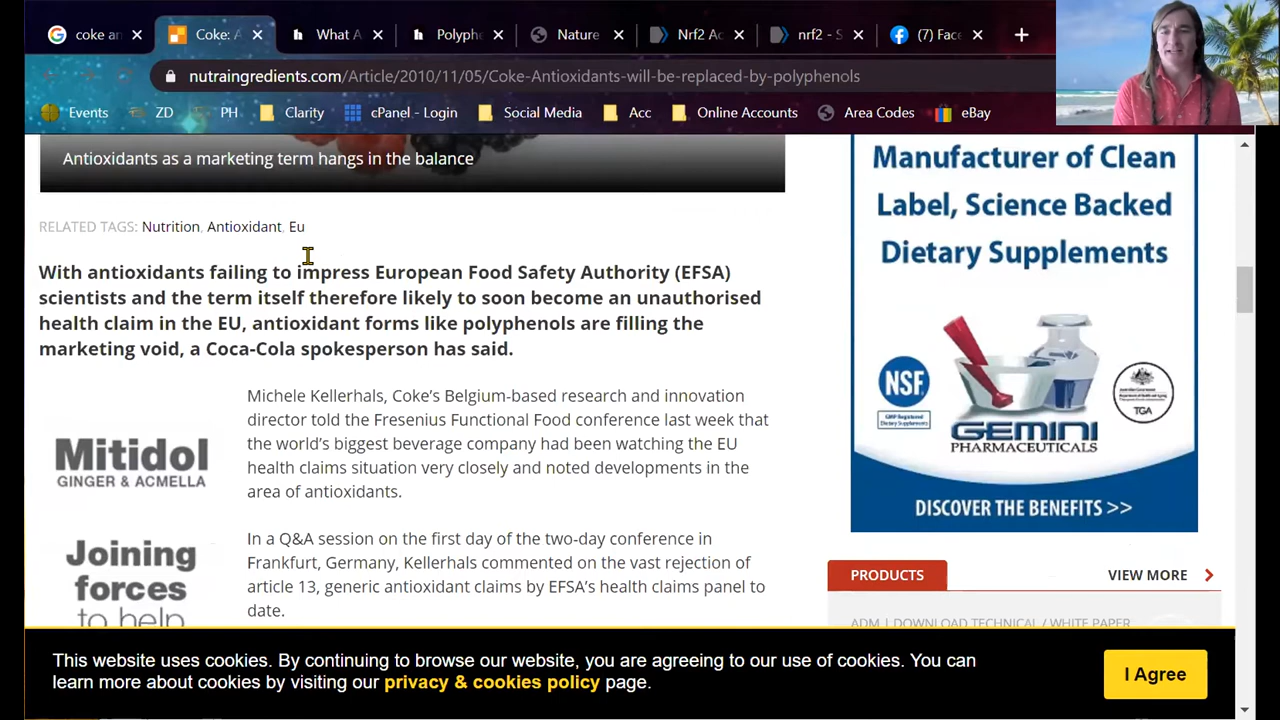 coke an
Coke: A
What A
Polyphe
Nature
Nrf2 Ac
nrf2 - S
(7) Face
nutraingredients.com/Article/2010/11/05/Coke-Antioxidants-will-be-replaced-by-polyphenols
Events
ZD
PH
Clarity
cPanel - Login
Social Media
Acc
Online Accounts
Area Codes
eBay
Antioxidants as a marketing term hangs in the balance
RELATED TAGS: Nutrition, Antioxidant, Eu
With antioxidants failing to impress European Food Safety Authority (EFSA)
scientists and the term itself therefore likely to soon become an unauthorised
health claim in the EU, antioxidant forms like polyphenols are filling the
marketing void, a Coca-Cola spokesperson has said.
Michele Kellerhals, Coke's Belgium-based research and innovation
director told the Fresenius Functional Food conference last week that
the world's biggest beverage company had been watching the EU
health claims situation very closely and noted developments in the
area of antioxidants.
In a Q&A session on the first day of the two-day conference in
Frankfurt, Germany, Kellerhals commented on the vast rejection of
article 13, generic antioxidant claims by EFSA's health claims panel to
date.
Mitidol
GINGER & ACMELLA
Joining
forces
to help
Manufacturer of Clean
Label, Science Backed
Dietary Supplements
NSF
GMP Registered
Dietary Supplements
TGA
GEMINI
PHARMACEUTICALS
DISCOVER THE BENEFITS >>
PRODUCTS
VIEW MORE
ADM | DOWNLOAD TECHNICAL / WHITE PAPER
This website uses cookies. By continuing to browse our website, you are agreeing to our use of cookies. You can
learn more about cookies by visiting our privacy & cookies policy page.
I Agree